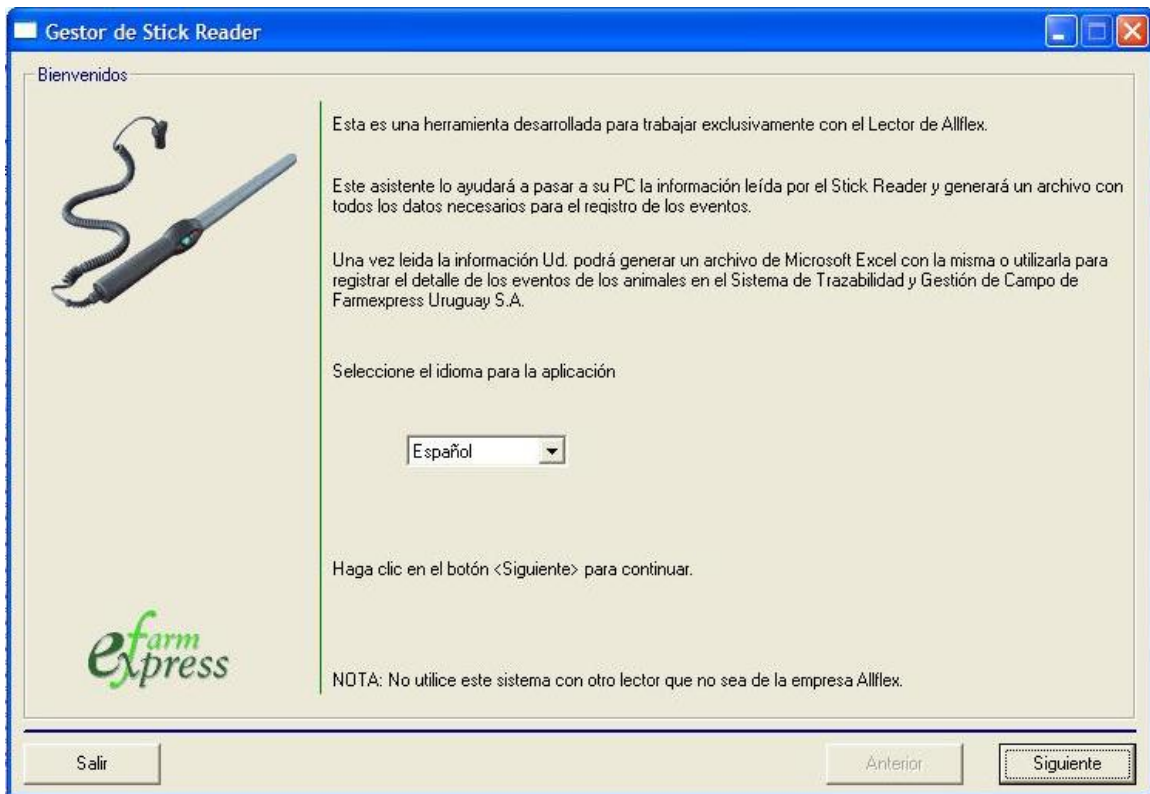 Gestor de Stick Reader
Bienvenidos
Esta es una herramienta desarrollada para trabajar exclusivamente con el Lector de Allflex.
Este asistente lo ayudará a pasar a su PC la información leída por el Stick Reader y generará un archivo con
todos los datos necesarios para el registro de los eventos.
Una vez leida la información Ud. podrá generar un archivo de Microsoft Excel con la misma o utilizarla para
registrar el detalle de los eventos de los animales en el Sistema de Trazabilidad y Gestión de Campo de
Farmexpress Uruguay S.A.
Seleccione el idioma para la aplicación
Español
Haga clic en el botón <Siguiente> para continuar.
farm
express
NOTA: No utilice este sistema con otro lector que no sea de la empresa Allflex.
Salir
Anterior
Siguiente